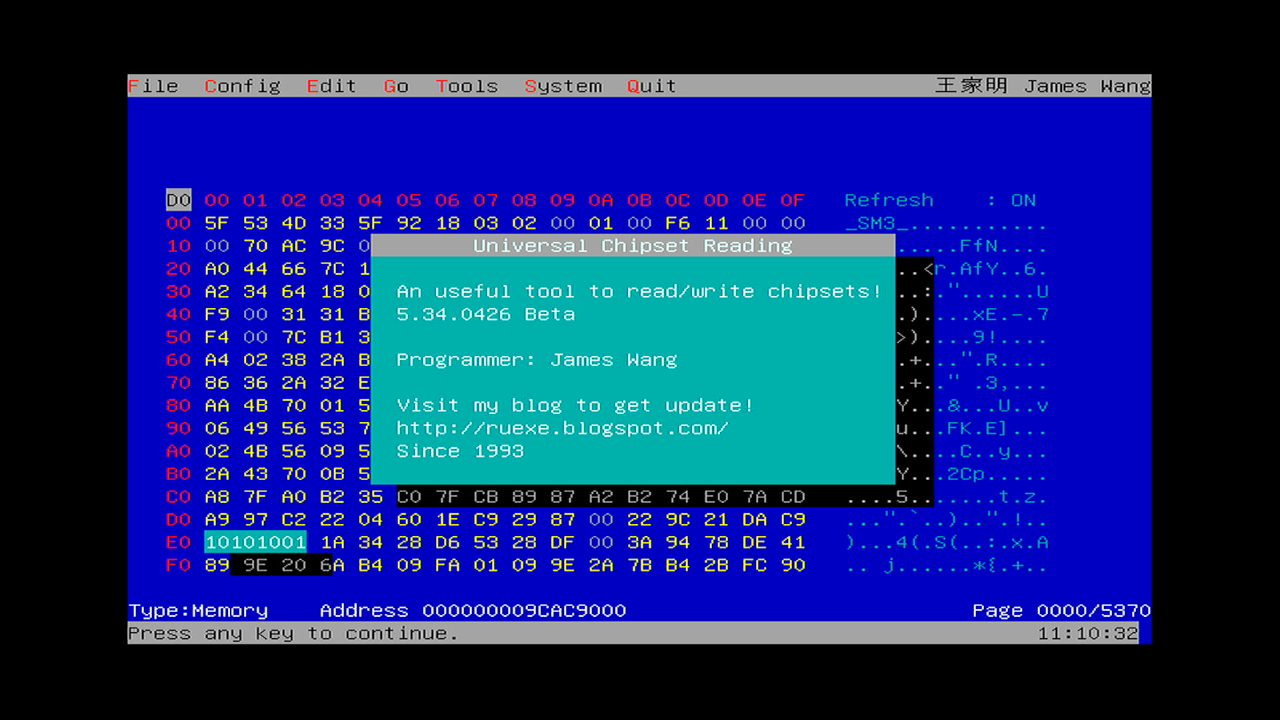 File Config Edit Go Tools System Quit 王家明 James Wang
D0 00 01 02 03 04 05 06 07 08 09 0A 0B 0C 0D 0E 0F Refresh : ON
00 5F 53 4D 33 5F 92 18 03 02 00 01 00 F6 11 00 00 _SM3_...........
10 00 70 AC 9C 0 .....FfN....
Universal Chipset Reading
20 A0 44 66 7C 1 ..<r.AfY..6.
An useful tool to read/write chipsets!
30 A2 34 64 18 0 ..:."......U
5.34.0426 Beta
40 F9 00 31 31 B .)....xE.-.7
50 F4 00 7C B1 3 >)....9!....
Programmer: James Wang
60 A4 02 38 2A B .+..".R....
70 86 36 2A 32 E .+.." .3,...
Visit my blog to get update!
80 AA 4B 70 01 5 Y...&...U..v
http://ruexe.blogspot.com/
90 06 49 56 53 7 u...FK.E]...
Since 1993
A0 02 4B 56 09 5 \....C..y...
B0 2A 43 70 0B 5 Y...2Cp.....
C0 A8 7F A0 B2 35 C0 7F CB 89 87 A2 B2 74 E0 7A CD ....5.......t.z.
D0 A9 97 C2 22 04 60 1E C9 29 87 00 22 9C 21 DA C9 ...".`..)..".!..
E0 10101001 1A 34 28 D6 53 28 DF 00 3A 94 78 DE 41 )...4(.S(..:.x.A
F0 89 9E 20 6A B4 09 FA 01 09 9E 2A 7B B4 2B FC 90 .. j......*{.+..
Type:Memory Address 000000009CAC9000 Page 0000/5370
Press any key to continue. 11:10:32